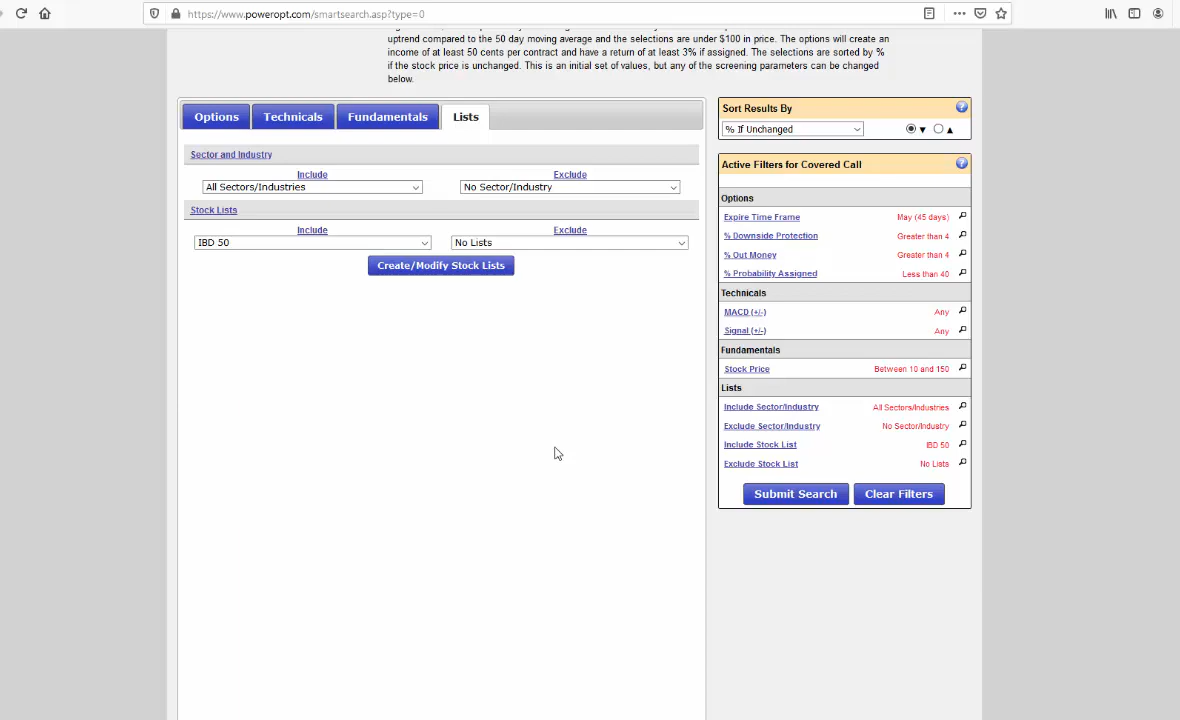 https://www.poweropt.com/smartsearch.asp?type=0
uptrend compared to the 50 day moving average and the selections are under $100 in price. The options will create an
income of at least 50 cents per contract and have a return of at least 3% if assigned. The selections are sorted by %
if the stock price is unchanged. This is an initial set of values, but any of the screening parameters can be changed
below.
Options Technicals Fundamentals Lists
Sector and Industry
Include Exclude
All Sectors/Industries No Sector/Industry
Stock Lists
Include Exclude
IBD 50 No Lists
Create/Modify Stock Lists
Sort Results By ?
% If Unchanged ▼ ▲
Active Filters for Covered Call ?
Options
Expire Time Frame May (45 days)
% Downside Protection Greater than 4
% Out Money Greater than 4
% Probability Assigned Less than 40
Technicals
MACD (+/-) Any
Signal (+/-) Any
Fundamentals
Stock Price Between 10 and 150
Lists
Include Sector/Industry All Sectors/Industries
Exclude Sector/Industry No Sector/Industry
Include Stock List IBD 50
Exclude Stock List No Lists
Submit Search Clear Filters